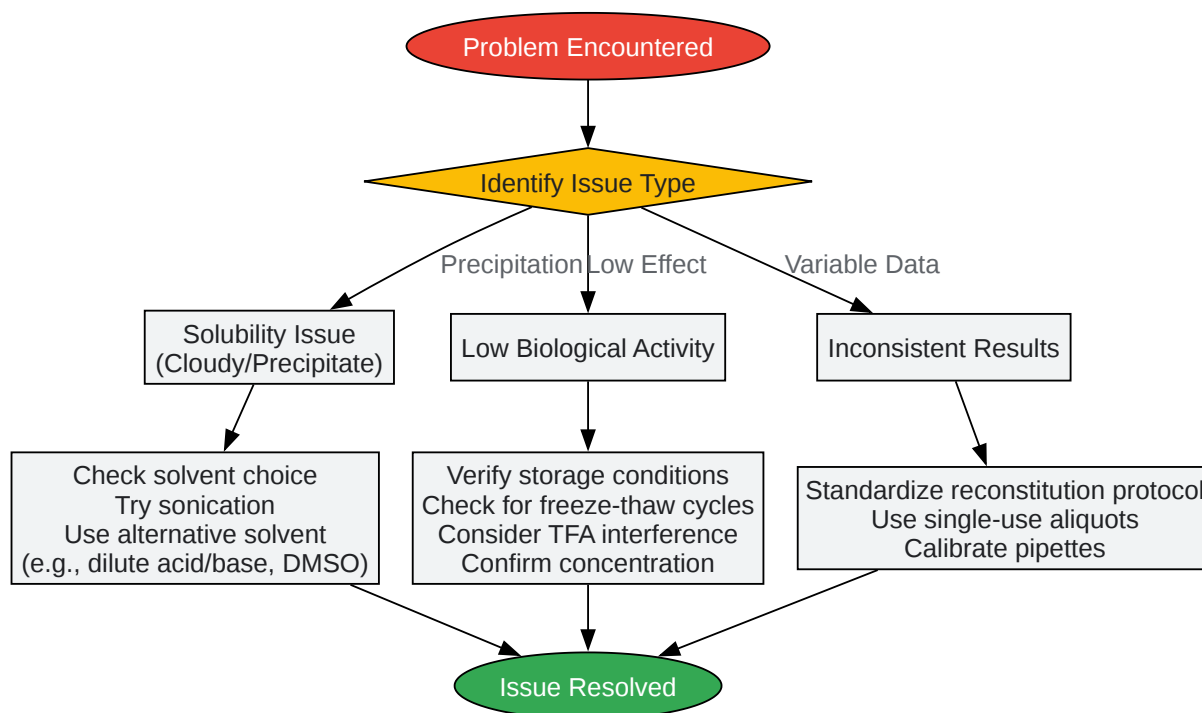 Problem Encountered
Identify Issue Type
Precipitation
Low Effect
Variable Data
Solubility Issue
(Cloudy/Precipitate)
Low Biological Activity
Inconsistent Results
Check solvent choice
Try sonication
Use alternative solvent
(e.g., dilute acid/base, DMSO)
Verify storage conditions
Check for freeze-thaw cycles
Consider TFA interference
Confirm concentration
Standardize reconstitution protocol
Use single-use aliquots
Calibrate pipettes
Issue Resolved